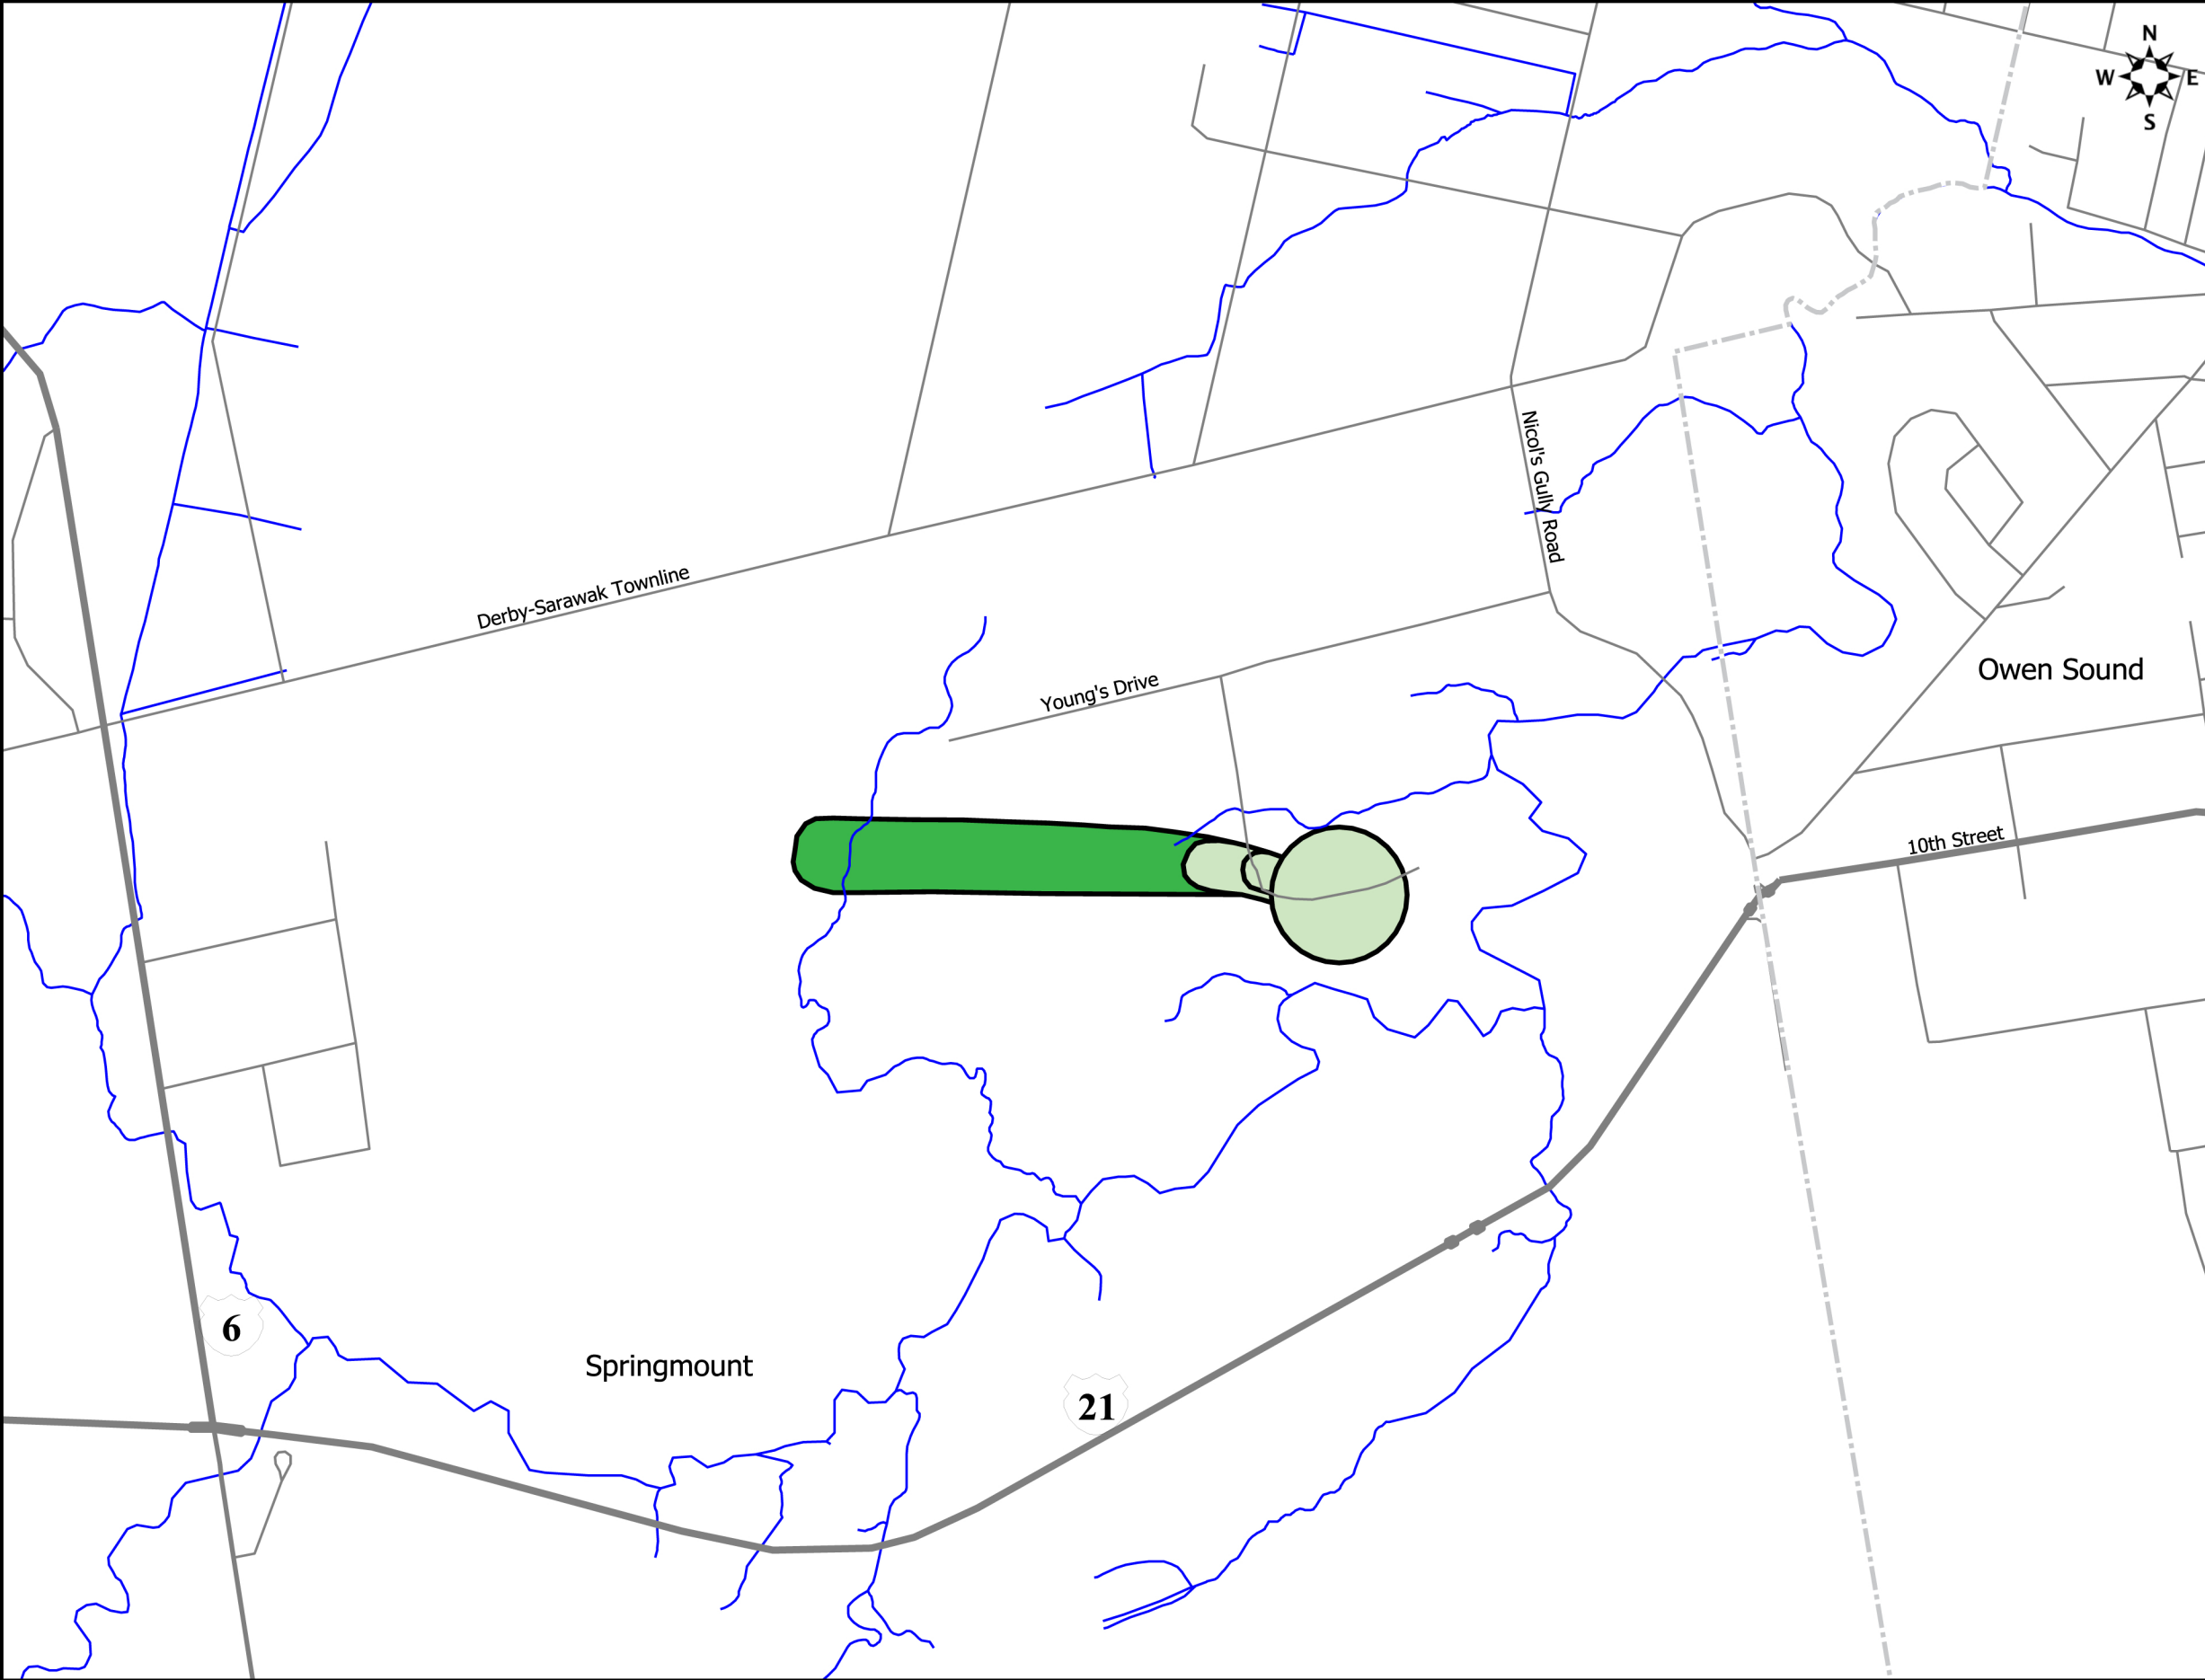 N
W E
S
Nicol's Gully Road
Derby-Sarawak Townline
Owen Sound
Young's Drive
10th Street
6
Springmount
21